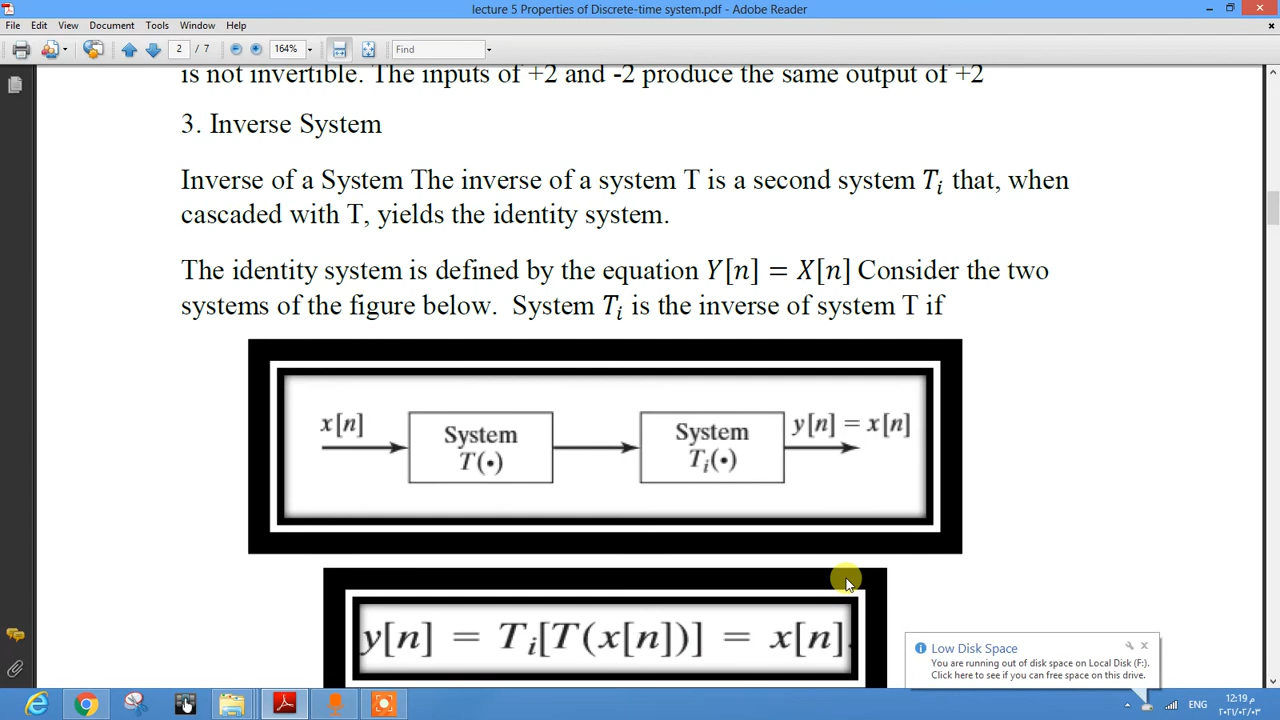 lecture 5 Properties of Discrete-time system.pdf - Adobe Reader
File Edit View Document Tools Window Help
2 / 7 164% Find
is not invertible. The inputs of +2 and -2 produce the same output of +2
3. Inverse System
Inverse of a System The inverse of a system T is a second system Tᵢ that, when
cascaded with T, yields the identity system.
The identity system is defined by the equation Y[n] = X[n] Consider the two
systems of the figure below. System Tᵢ is the inverse of system T if
x[n]
System
T(•)
System
Tᵢ(•)
y[n] = x[n]
y[n] = Tᵢ[T(x[n])] = x[n].
Low Disk Space
You are running out of disk space on Local Disk (F:).
Click here to see if you can free space on this drive.
ENG
12:19 م
٢٠٢١/٠٢/٠٣